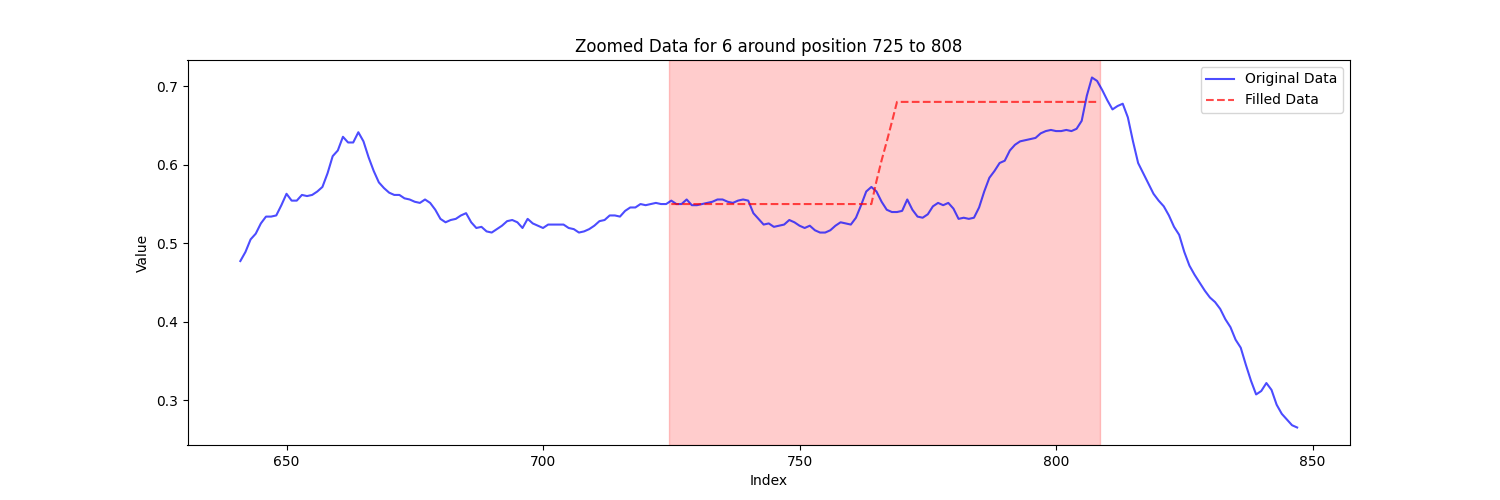 Zoomed Data for 6 around position 725 to 808
Original Data
Filled Data
0.7
0.6
0.5
0.4
0.3
Value
650
700
750
800
850
Index